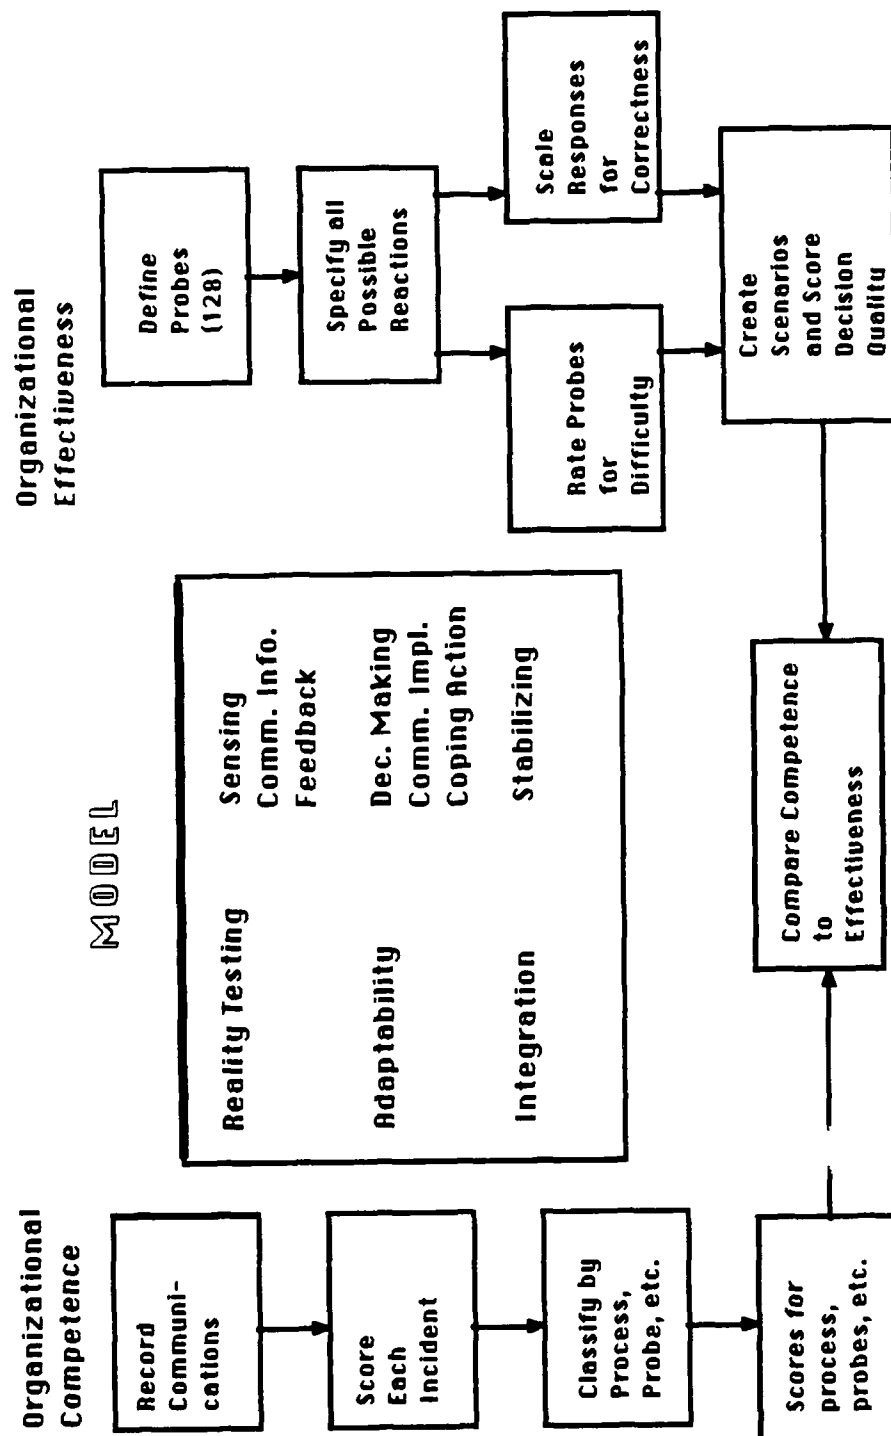 MODEL
Organizational
Competence
Record
Communi-
cations
Score
Each
Incident
Classify by
Process,
Probe, etc.
Scores for
process,
probes, etc.
Reality Testing
Sensing
Comm. Info.
Feedback
Adaptability
Dec. Making
Comm. Impl.
Coping Action
Integration
Stabilizing
Compare Competence
to
Effectiveness
Organizational
Effectiveness
Define
Probes
(128)
Specify all
Possible
Reactions
Rate Probes
for
Difficulty
Scale
Responses
for
Correctness
Create
Scenarios
and Score
Decision
Quality